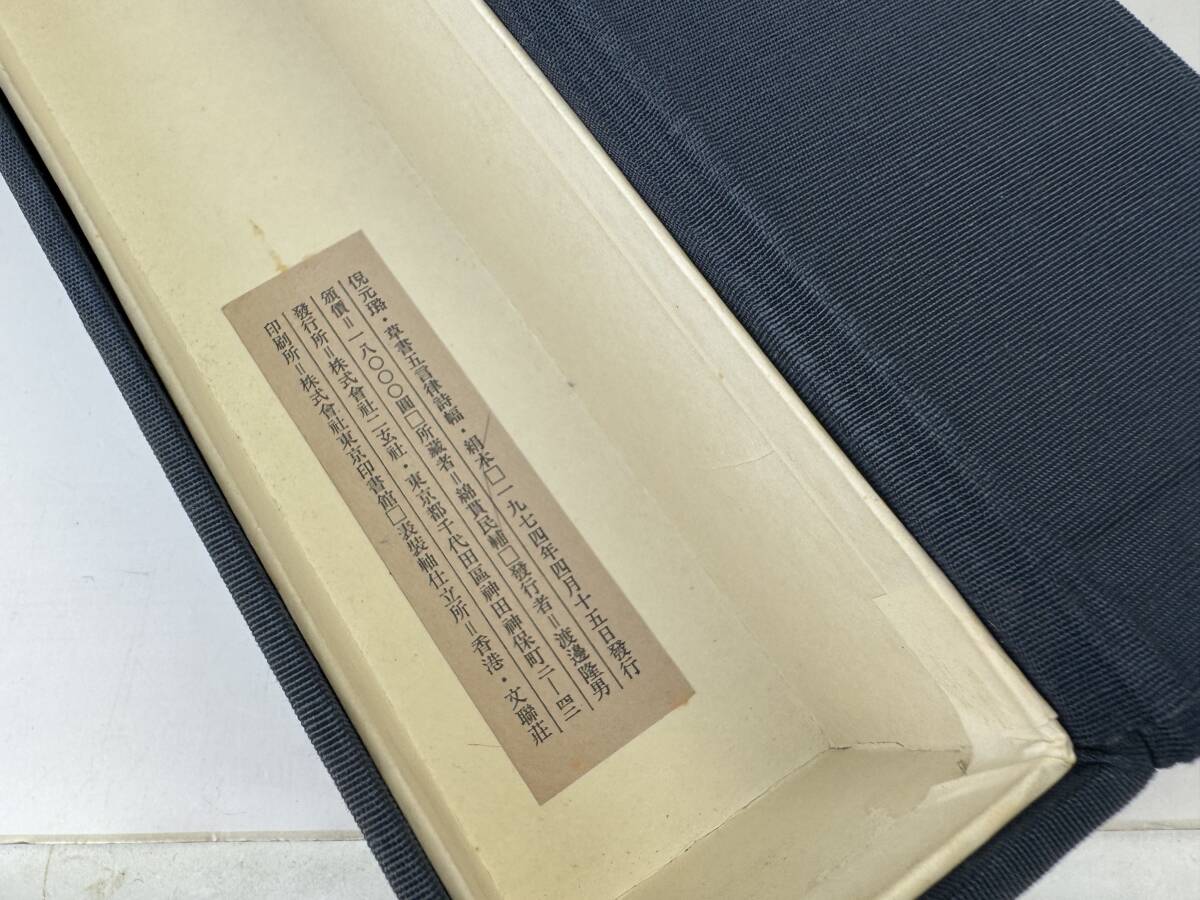 倪元璐・草書五言律詩幅・絹本□一九七四年四月十五日發行
頒價＝一八〇〇〇圓□所藏者＝綿貫民輔□發行者＝渡邊隆男
發行所＝株式會社二玄社・東京都千代田區神田神保町二―四二
印刷所＝株式會社東京印書館□表裝軸仕立所＝香港・文聯莊